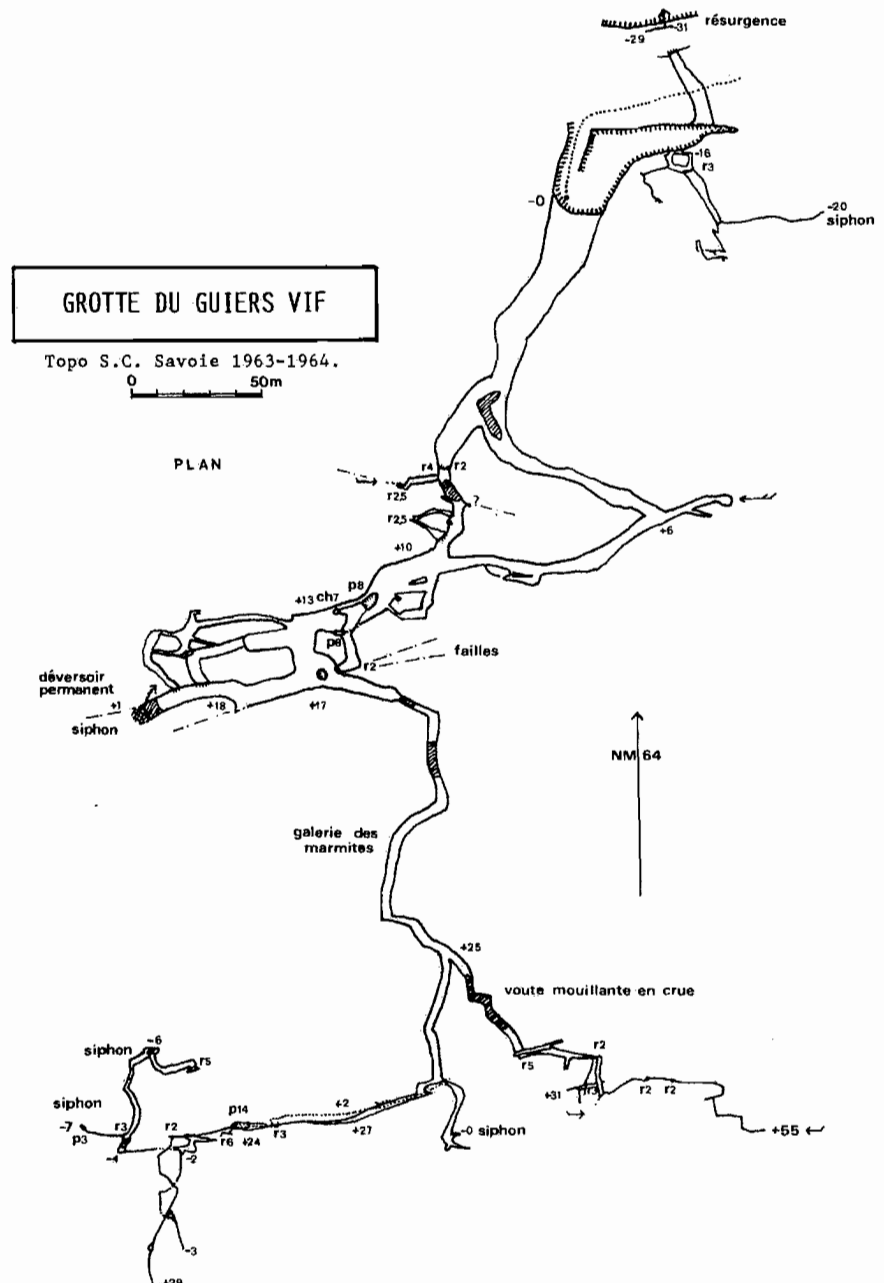 -29
-31
résurgence
-16
r3
-0
-20
siphon
GROTTE DU GUIERS VIF
Topo S.C. Savoie 1963-1964.
0 50m
PLAN
r4
r2
r2,5
?
r2,5
+6
+10
p8
+13 ch7
p8
failles
r2
déversoir
permanent
+1
siphon
+18
+17
NM 64
galerie des
marmites
+25
voute mouillante en crue
-6
siphon
r5
r5
r2
siphon
-7
p3
r3
-4
r2
-2
r6
p14
+24
r3
+2
+27
-0 siphon
+31
r3
r2 r2
+55
-3
+29